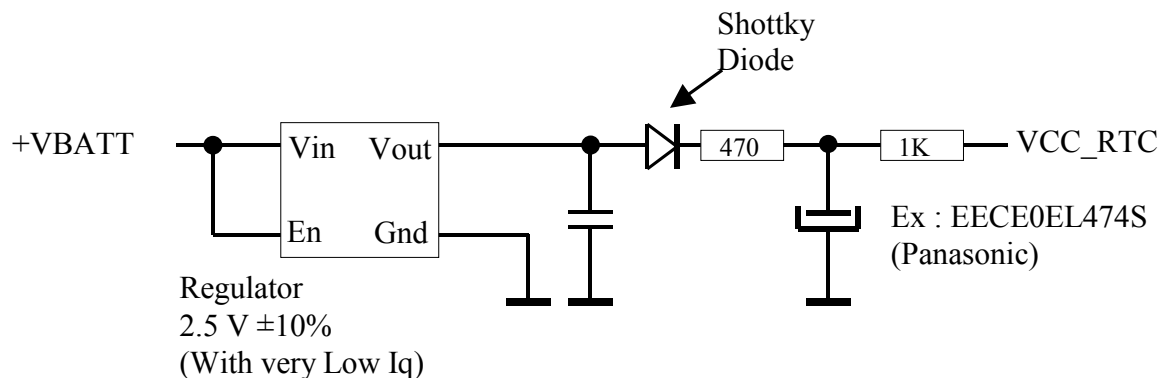 Shottky
Diode
+VBATT
Vin
Vout
470
1K
VCC_RTC
En
Gnd
Ex : EECE0EL474S
(Panasonic)
Regulator
2.5 V ±10%
(With very Low Iq)